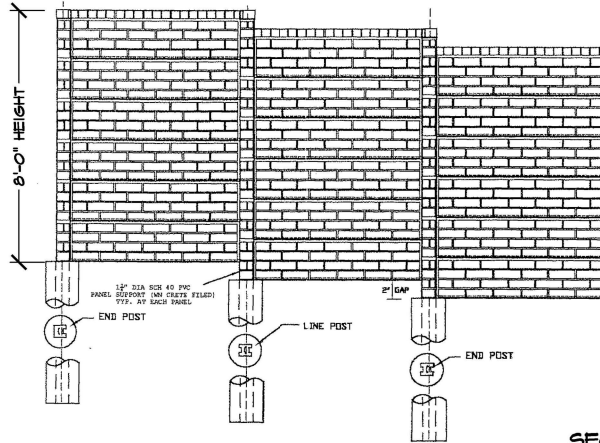 8'-0" HEIGHT
1½" DIA SCH 40 PVC
PANEL SUPPORT (WN CRETE FILED)
TYP. AT EACH PANEL
2" GAP
END POST
LINE POST
END POST